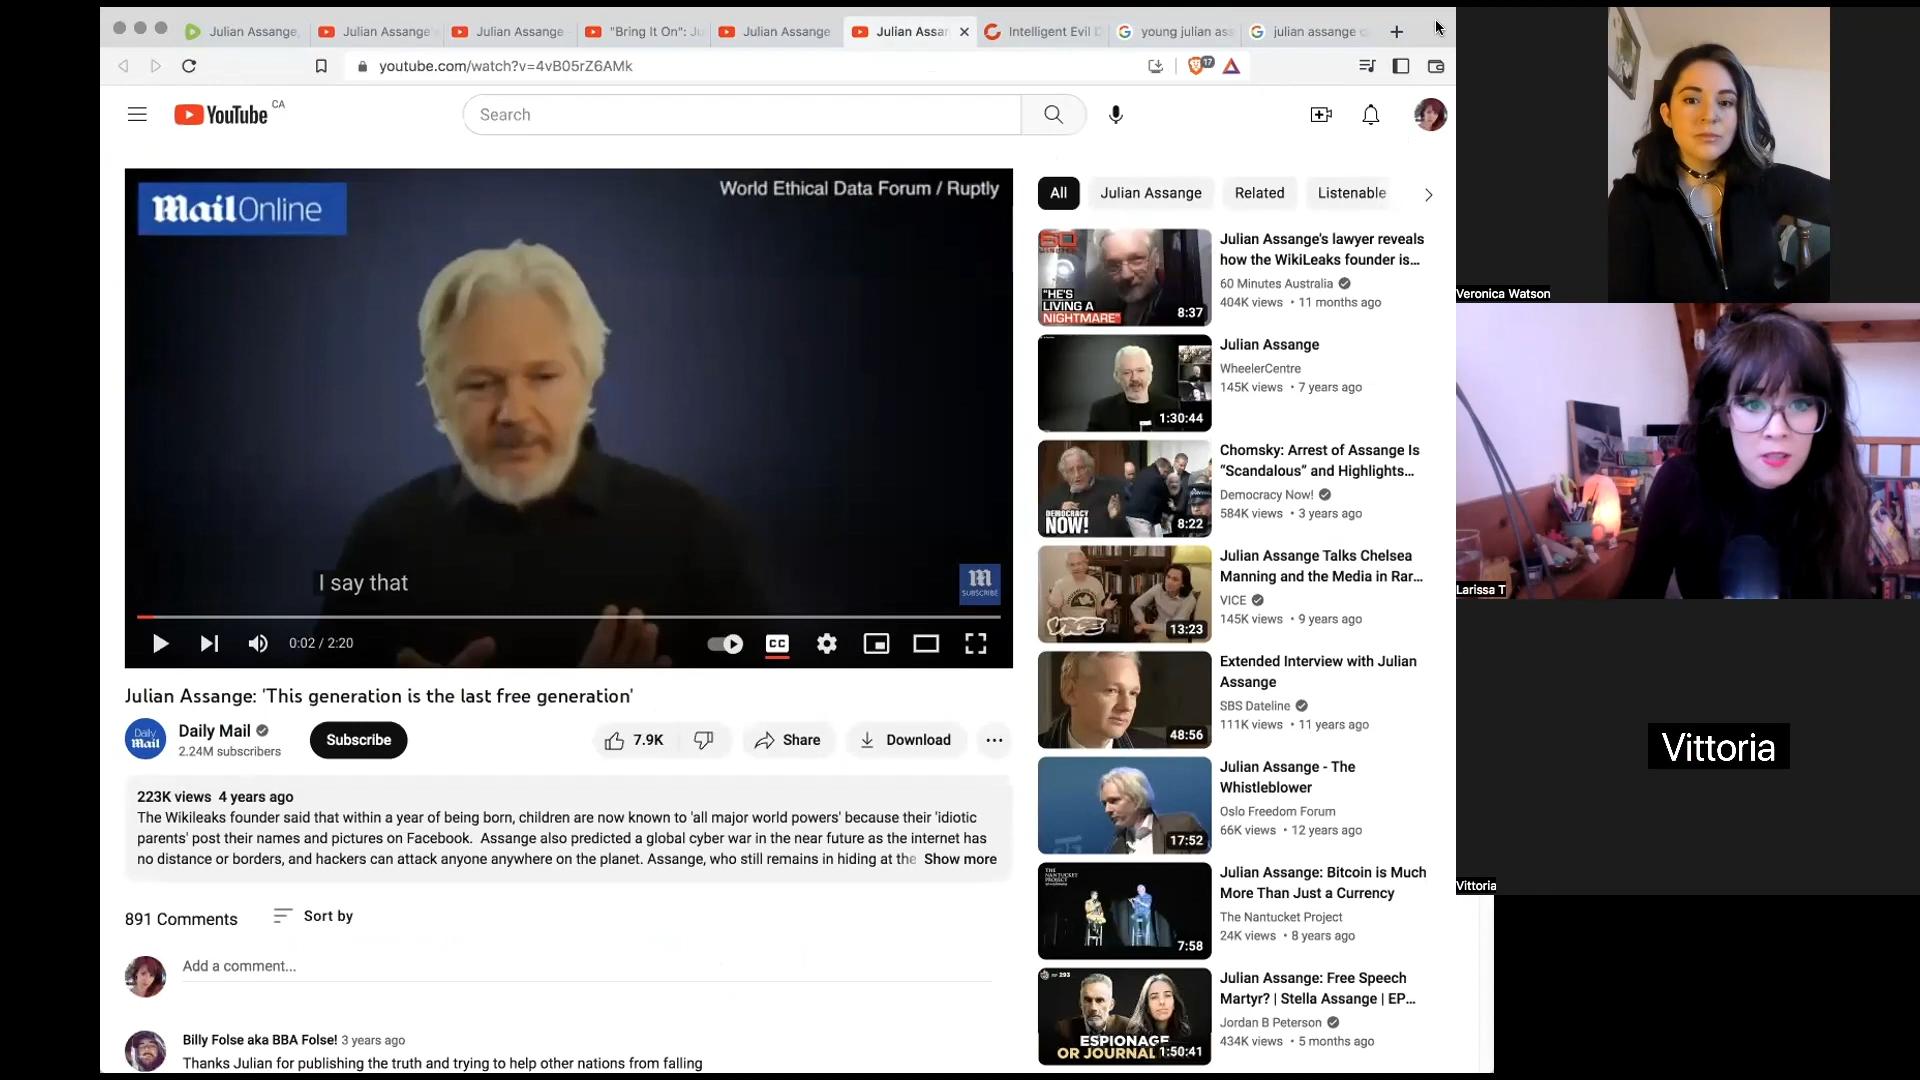 Julian Assange,
Julian Assange
Julian Assange
"Bring It On": Ju
Julian Assange
Julian Assan
Intelligent Evil D
young julian ass
julian assange c
youtube.com/watch?v=4vB05rZ6AMk
17
YouTube CA
Search
Mail Online
World Ethical Data Forum / Ruptly
I say that
m
SUBSCRIBE
0:02 / 2:20
CC
Julian Assange: 'This generation is the last free generation'
Daily Mail
Daily Mail
2.24M subscribers
Subscribe
7.9K
Share
Download
223K views 4 years ago
The Wikileaks founder said that within a year of being born, children are now known to 'all major world powers' because their 'idiotic
parents' post their names and pictures on Facebook. Assange also predicted a global cyber war in the near future as the internet has
no distance or borders, and hackers can attack anyone anywhere on the planet. Assange, who still remains in hiding at the Show more
891 Comments
Sort by
Add a comment...
Billy Folse aka BBA Folse! 3 years ago
Thanks Julian for publishing the truth and trying to help other nations from falling
All
Julian Assange
Related
Listenable
60
"HE'S
LIVING A
NIGHTMARE"
8:37
Julian Assange's lawyer reveals
how the WikiLeaks founder is...
60 Minutes Australia
404K views • 11 months ago
1:30:44
Julian Assange
WheelerCentre
145K views • 7 years ago
DEMOCRACY
NOW!
8:22
Chomsky: Arrest of Assange Is
“Scandalous” and Highlights...
Democracy Now!
584K views • 3 years ago
VICE
13:23
Julian Assange Talks Chelsea
Manning and the Media in Rar...
VICE
145K views • 9 years ago
48:56
Extended Interview with Julian
Assange
SBS Dateline
111K views • 11 years ago
17:52
Julian Assange - The
Whistleblower
Oslo Freedom Forum
66K views • 12 years ago
THE
NANTUCKET
PROJECT
7:58
Julian Assange: Bitcoin is Much
More Than Just a Currency
The Nantucket Project
24K views • 8 years ago
EP 293
ESPIONAGE
OR JOURNAL
1:50:41
Julian Assange: Free Speech
Martyr? | Stella Assange | EP...
Jordan B Peterson
434K views • 5 months ago
Veronica Watson
Larissa T
Vittoria
Vittoria